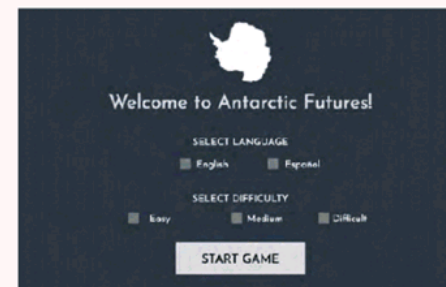 Welcome to Antarctic Futures!
SELECT LANGUAGE
English Español
SELECT DIFFICULTY
Easy Medium Difficult
START GAME